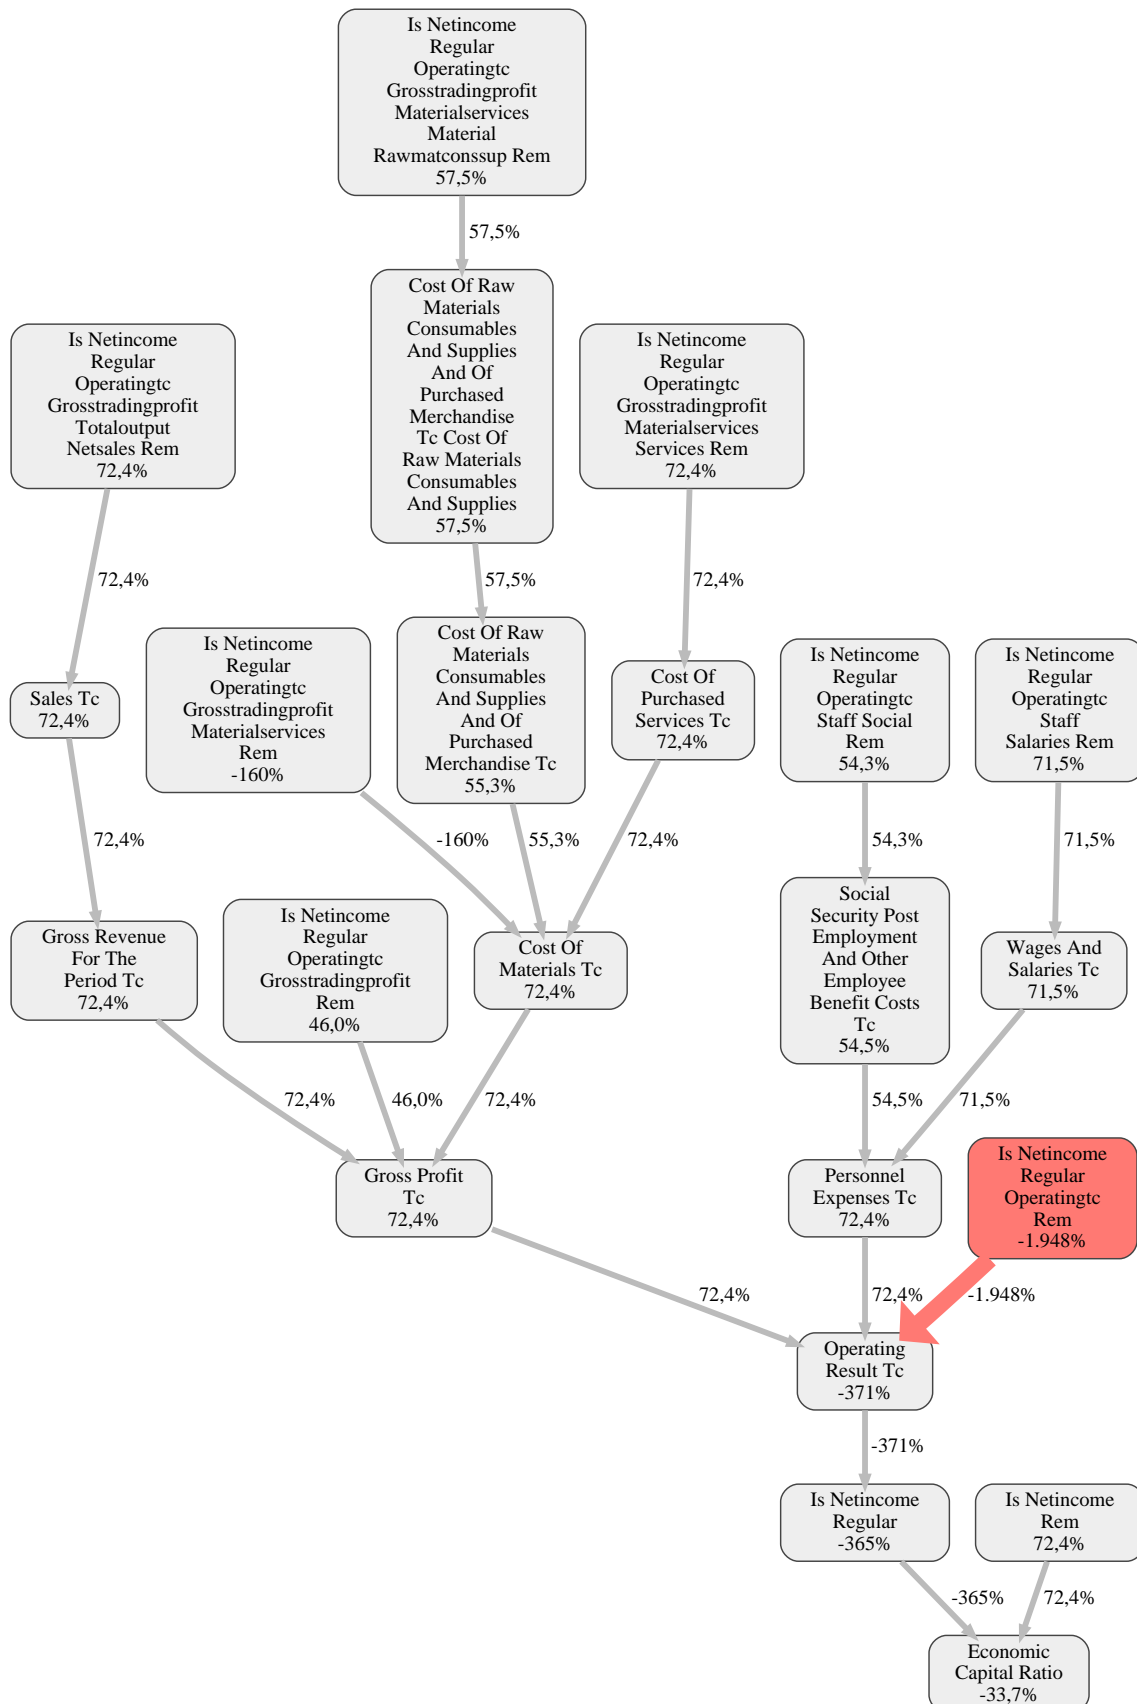 Is Netincome
Regular
Operatingtc
Grosstradingprofit
Materialservices
Material
Rawmatconssup Rem
57,5%
57,5%
Is Netincome
Regular
Operatingtc
Grosstradingprofit
Totaloutput
Netsales Rem
72,4%
Cost Of Raw
Materials
Consumables
And Supplies
And Of
Purchased
Merchandise
Tc Cost Of
Raw Materials
Consumables
And Supplies
57,5%
Is Netincome
Regular
Operatingtc
Grosstradingprofit
Materialservices
Services Rem
72,4%
72,4%
57,5%
72,4%
Sales Tc
72,4%
Is Netincome
Regular
Operatingtc
Grosstradingprofit
Materialservices
Rem
-160%
Cost Of Raw
Materials
Consumables
And Supplies
And Of
Purchased
Merchandise Tc
55,3%
Cost Of
Purchased
Services Tc
72,4%
Is Netincome
Regular
Operatingtc
Staff Social
Rem
54,3%
Is Netincome
Regular
Operatingtc
Staff
Salaries Rem
71,5%
72,4%
-160%
55,3%
72,4%
54,3%
71,5%
Gross Revenue
For The
Period Tc
72,4%
Is Netincome
Regular
Operatingtc
Grosstradingprofit
Rem
46,0%
Cost Of
Materials Tc
72,4%
Social
Security Post
Employment
And Other
Employee
Benefit Costs
Tc
54,5%
Wages And
Salaries Tc
71,5%
72,4%
46,0%
72,4%
54,5%
71,5%
Gross Profit
Tc
72,4%
Personnel
Expenses Tc
72,4%
Is Netincome
Regular
Operatingtc
Rem
-1.948%
72,4%
72,4%
-1.948%
Operating
Result Tc
-371%
-371%
Is Netincome
Regular
-365%
Is Netincome
Rem
72,4%
-365%
72,4%
Economic
Capital Ratio
-33,7%